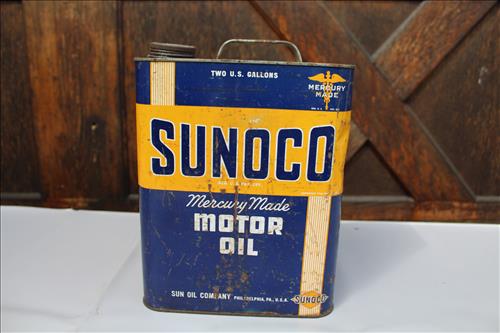 TWO U.S. GALLONS
MERCURY
MADE
SUNOCO
Mercury Made
MOTOR
OIL
SUN OIL COMPANY PHILADELPHIA, PA., U.S.A.
SUNOCO